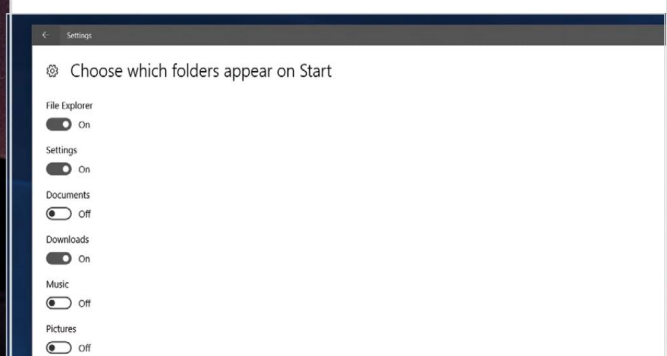 Settings
Choose which folders appear on Start
File Explorer
On
Settings
On
Documents
Off
Downloads
On
Music
Off
Pictures
Off